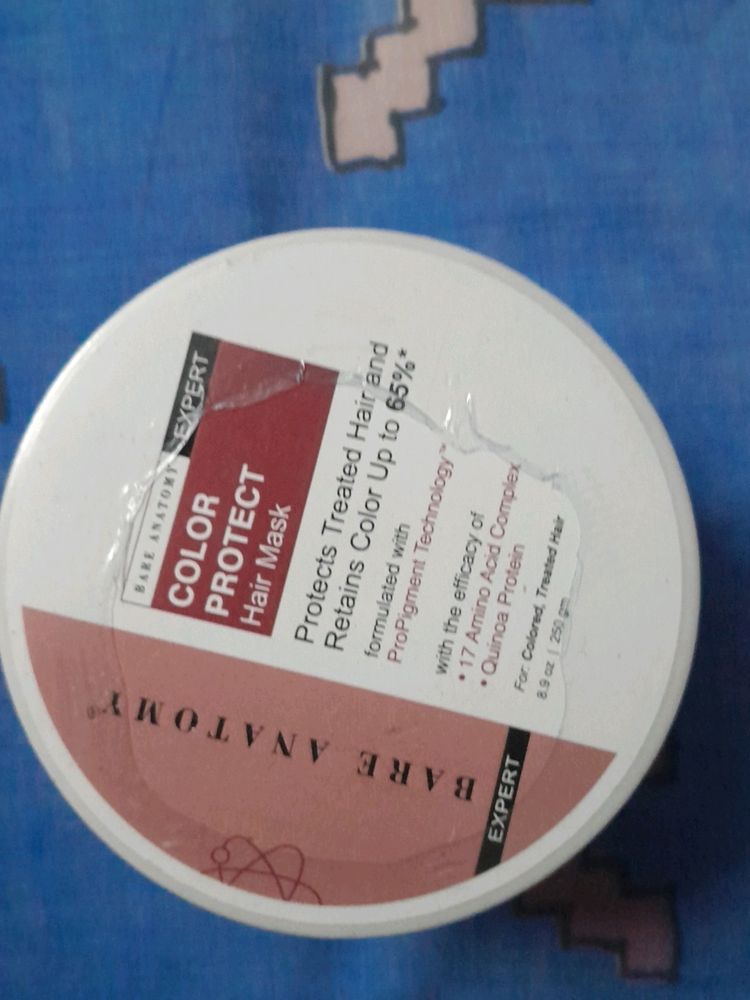 BARE ANATOMY EXPERT
COLOR
PROTECT
Hair Mask
Protects Treated Hair and
Retains Color Up to 65%*
formulated with
ProPigment Technology™
with the efficacy of
• 17 Amino Acid Complex
• Quinoa Protein
For: Colored, Treated Hair
8.9 oz | 250 gm
BARE ANATOMY®
EXPERT